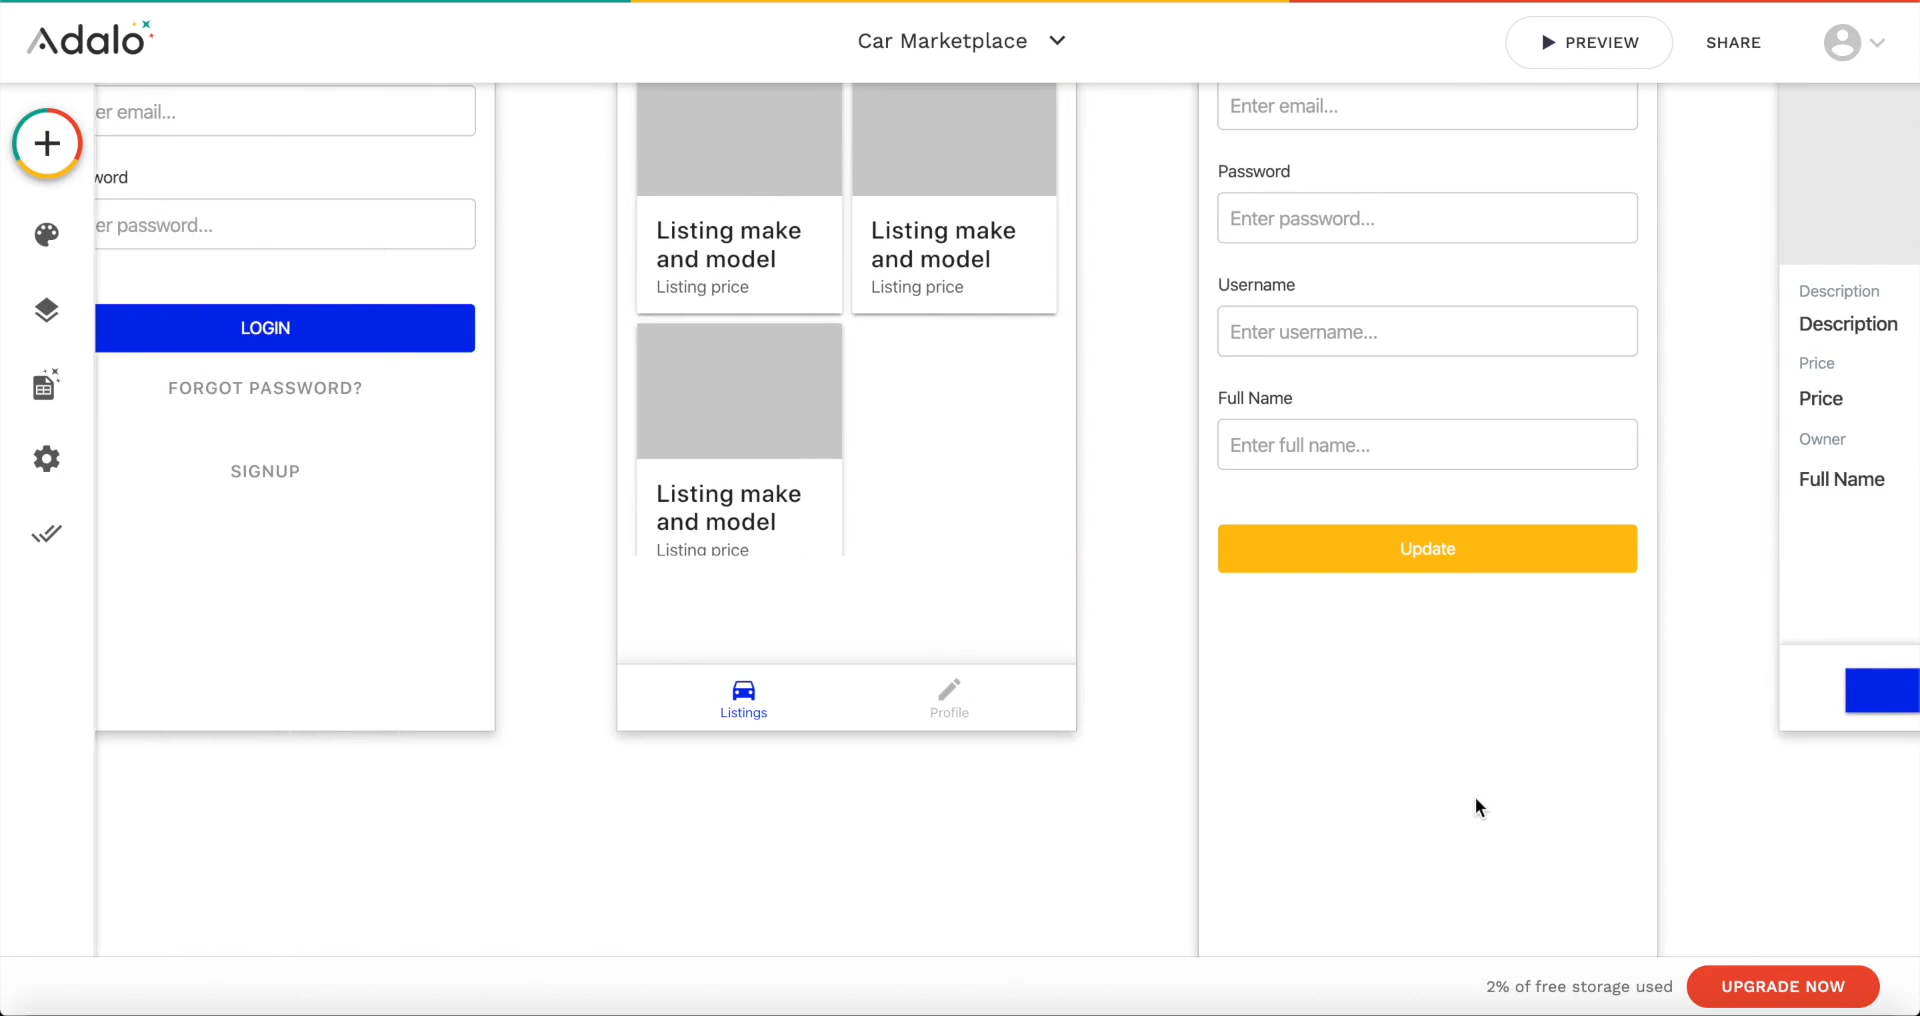 Adalo
Car Marketplace
PREVIEW
SHARE
er email...
word
er password...
LOGIN
FORGOT PASSWORD?
SIGNUP
Listing make
and model
Listing price
Listing make
and model
Listing price
Listing make
and model
Listing price
Listings
Profile
Enter email...
Password
Enter password...
Username
Enter username...
Full Name
Enter full name...
Update
Description
Description
Price
Price
Owner
Full Name
2% of free storage used
UPGRADE NOW